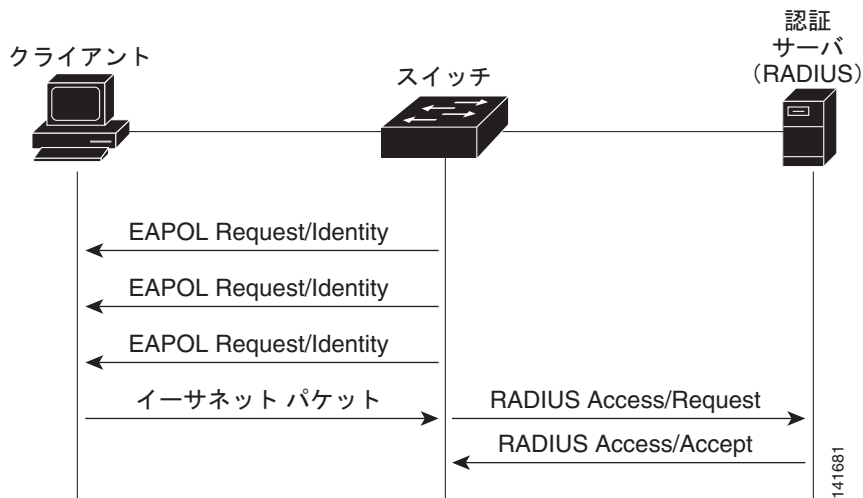 クライアント
スイッチ
認証
サーバ
（RADIUS）
EAPOL Request/Identity
EAPOL Request/Identity
EAPOL Request/Identity
イーサネット パケット
RADIUS Access/Request
RADIUS Access/Accept
141681